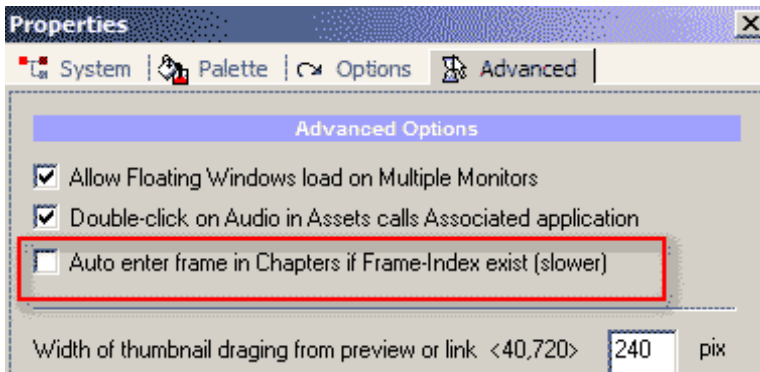 Properties
System Palette Options Advanced
Advanced Options
Allow Floating Windows load on Multiple Monitors
Double-click on Audio in Assets calls Associated application
Auto enter frame in Chapters if Frame-Index exist (slower)
Width of thumbnail draging from preview or link <40,720> 240 pix